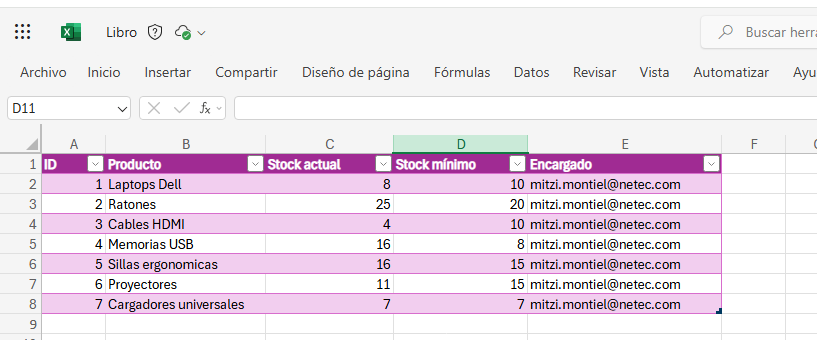 Libro
Buscar herra
Archivo Inicio Insertar Compartir Diseño de página Fórmulas Datos Revisar Vista Automatizar Ayu
D11 fx
A B C D E F
1 ID Producto Stock actual Stock mínimo Encargado
2 1 Laptops Dell 8 10 mitzi.montiel@netec.com
3 2 Ratones 25 20 mitzi.montiel@netec.com
4 3 Cables HDMI 4 10 mitzi.montiel@netec.com
5 4 Memorias USB 16 8 mitzi.montiel@netec.com
6 5 Sillas ergonomicas 16 15 mitzi.montiel@netec.com
7 6 Proyectores 11 15 mitzi.montiel@netec.com
8 7 Cargadores universales 7 7 mitzi.montiel@netec.com
9